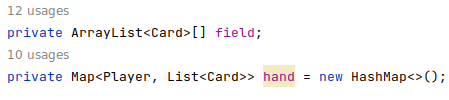 12 usages
private ArrayList<Card>[] field;
10 usages
private Map<Player, List<Card>> hand = new HashMap<>();